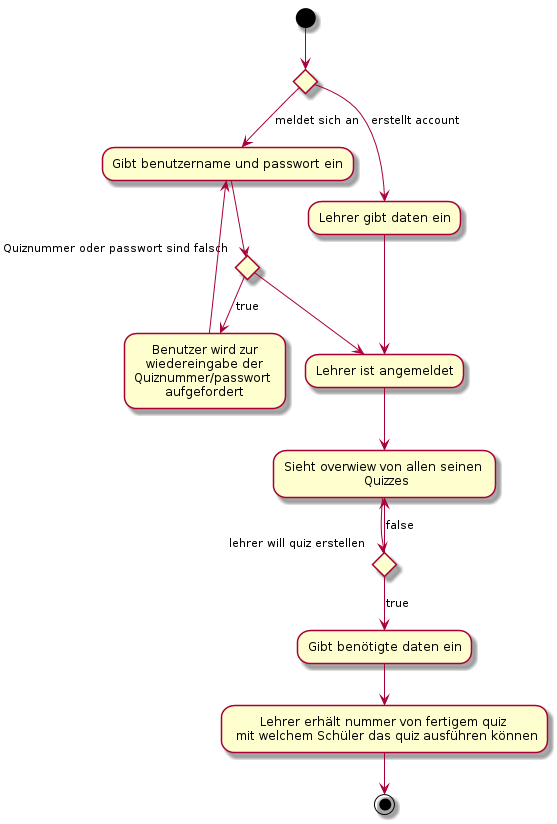 meldet sich an
erstellt account
Gibt benutzername und passwort ein
Lehrer gibt daten ein
Quiznummer oder passwort sind falsch
true
Benutzer wird zur
wiedereingabe der
Quiznummer/passwort
aufgefordert
Lehrer ist angemeldet
Sieht overwiew von allen seinen
Quizzes
false
lehrer will quiz erstellen
true
Gibt benötigte daten ein
Lehrer erhält nummer von fertigem quiz
mit welchem Schüler das quiz ausführen können